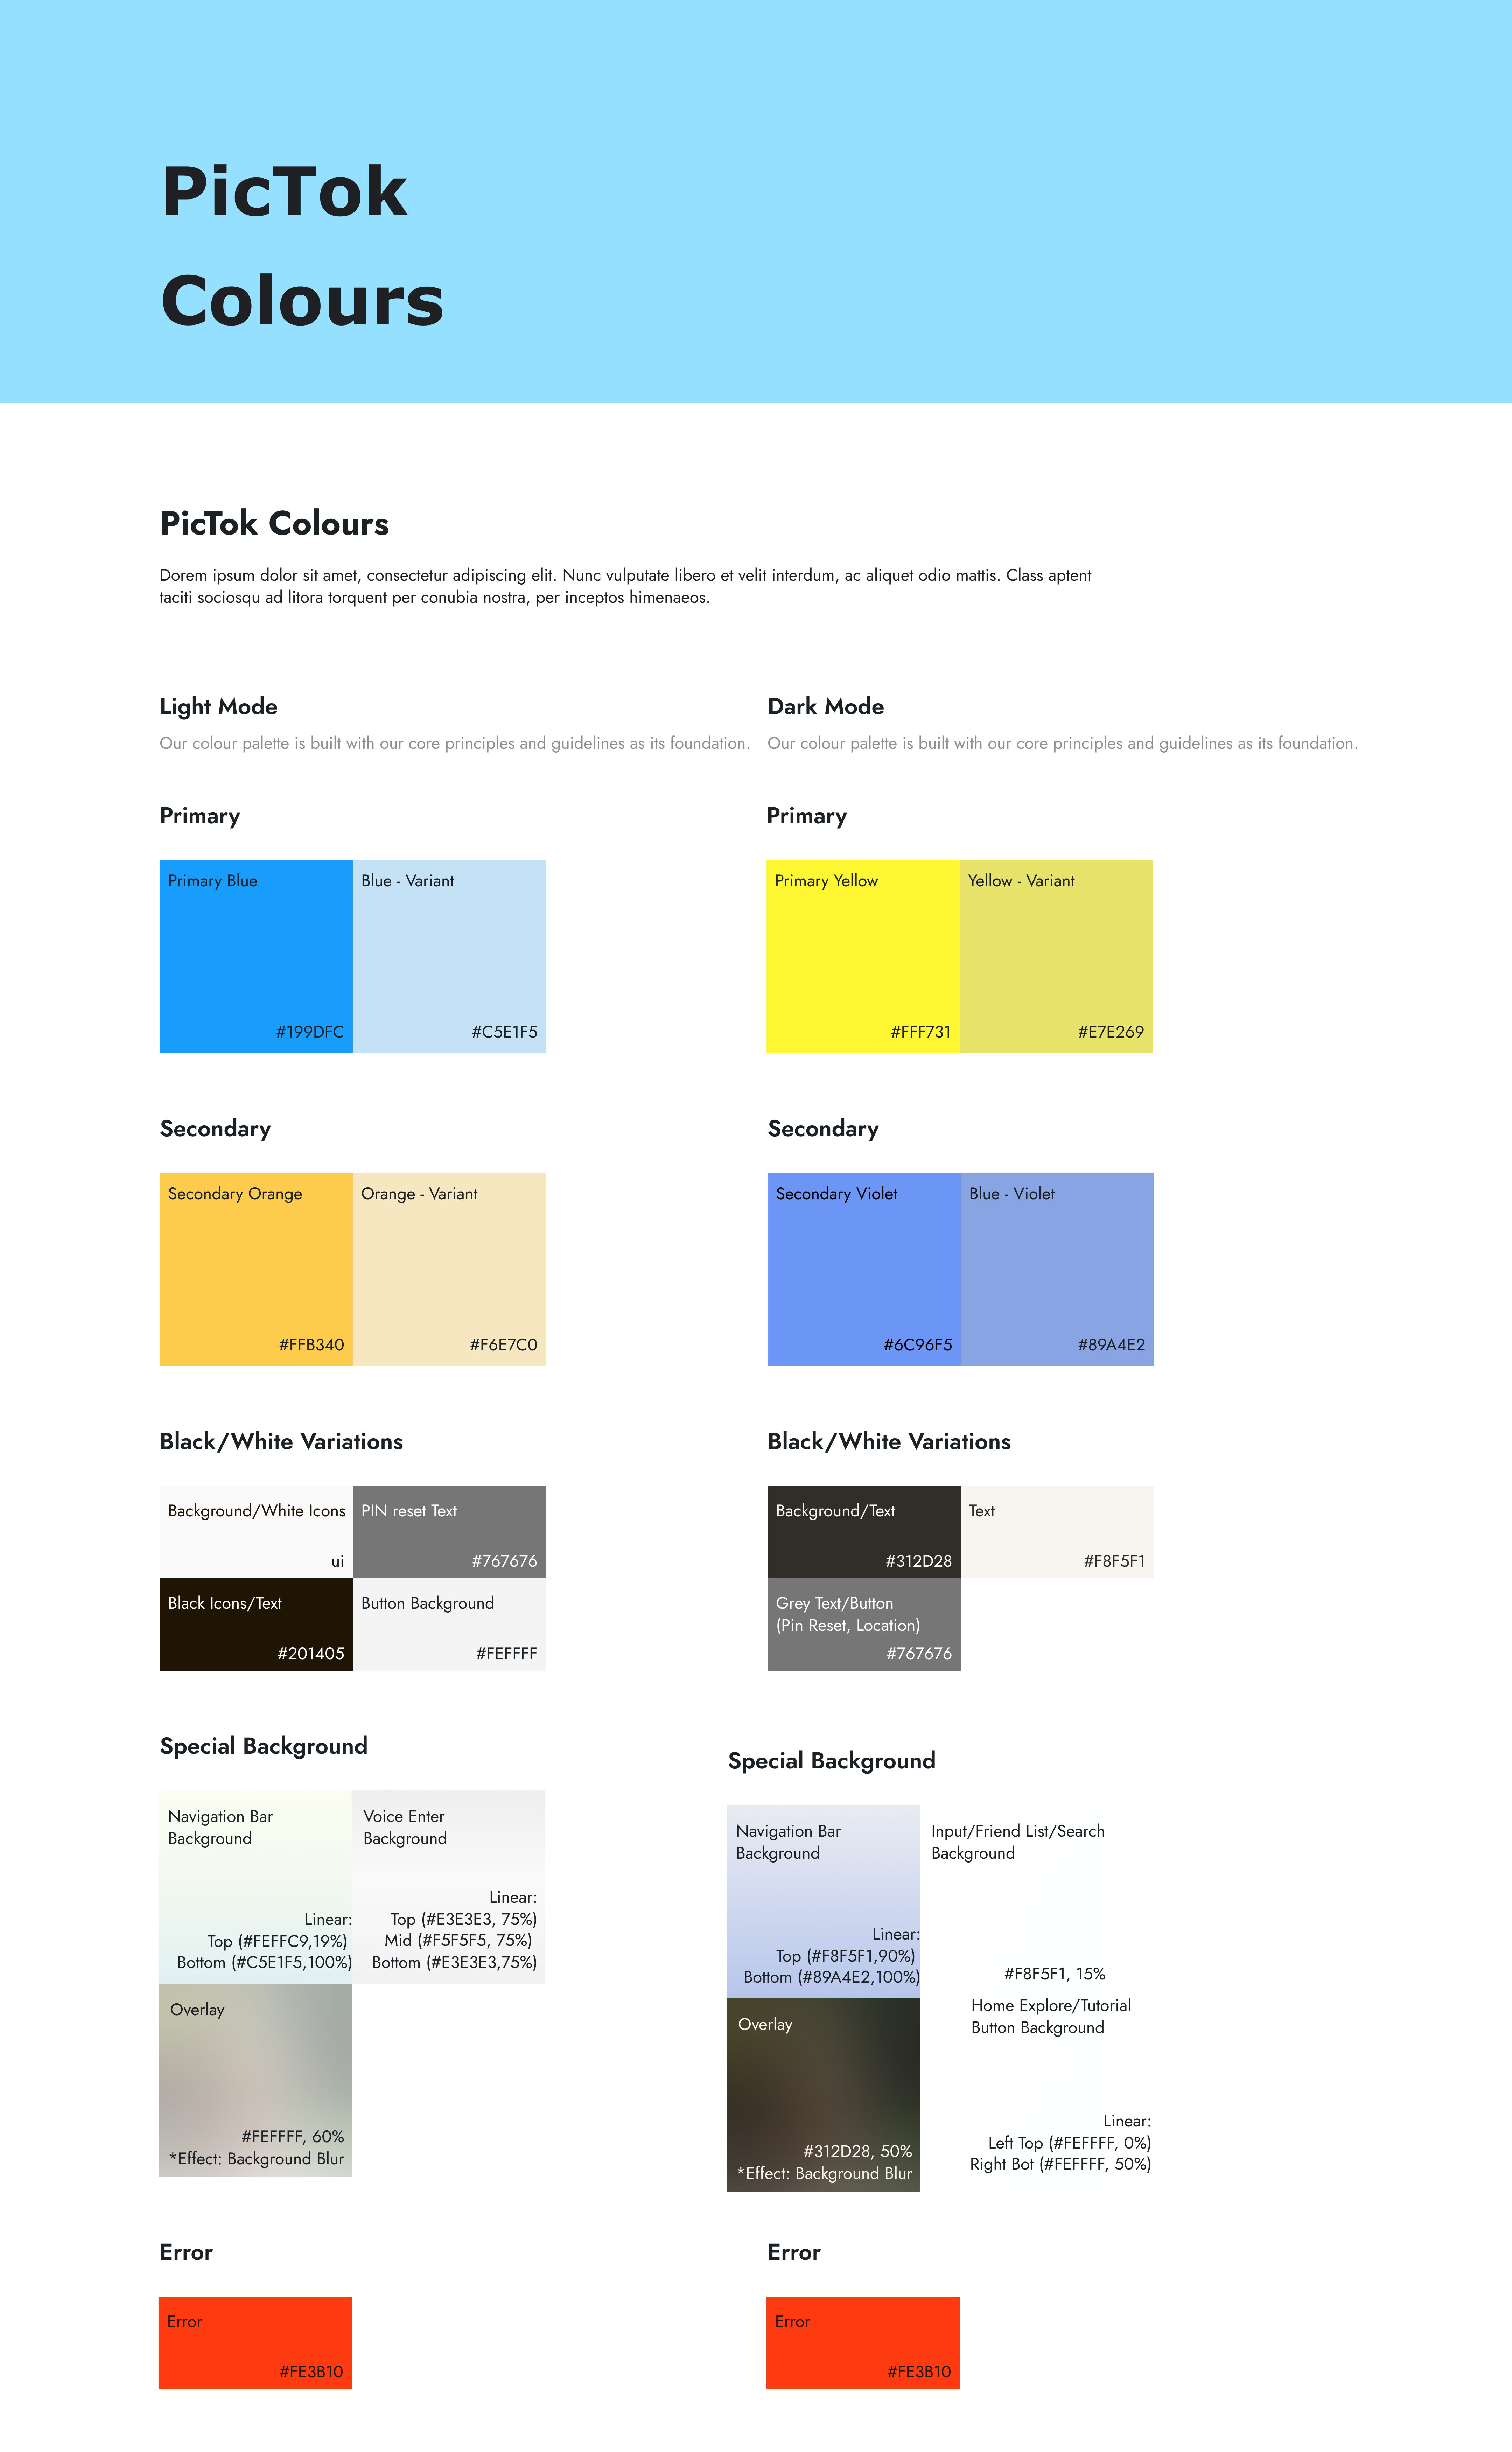 PicTok
Colours
PicTok Colours
Dorem ipsum dolor sit amet, consectetur adipiscing elit. Nunc vulputate libero et velit interdum, ac aliquet odio mattis. Class aptent
taciti sociosqu ad litora torquent per conubia nostra, per inceptos himenaeos.
Light Mode
Our colour palette is built with our core principles and guidelines as its foundation.
Primary
Primary Blue
#199DFC
Blue - Variant
#C5E1F5
Secondary
Secondary Orange
#FFB340
Orange - Variant
#F6E7C0
Black/White Variations
Background/White Icons
ui
PIN reset Text
#767676
Black Icons/Text
#201405
Button Background
#FEFFFF
Special Background
Navigation Bar
Background
Linear:
Top (#FEFFC9,19%)
Bottom (#C5E1F5,100%)
Voice Enter
Background
Linear:
Top (#E3E3E3, 75%)
Mid (#F5F5F5, 75%)
Bottom (#E3E3E3,75%)
Overlay
#FEFFFF, 60%
*Effect: Background Blur
Error
Error
#FE3B10
Dark Mode
Our colour palette is built with our core principles and guidelines as its foundation.
Primary
Primary Yellow
#FFF731
Yellow - Variant
#E7E269
Secondary
Secondary Violet
#6C96F5
Blue - Violet
#89A4E2
Black/White Variations
Background/Text
#312D28
Text
#F8F5F1
Grey Text/Button
(Pin Reset, Location)
#767676
Special Background
Navigation Bar
Background
Linear:
Top (#F8F5F1,90%)
Bottom (#89A4E2,100%)
Input/Friend List/Search
Background
#F8F5F1, 15%
Overlay
#312D28, 50%
*Effect: Background Blur
Home Explore/Tutorial
Button Background
Linear:
Left Top (#FEFFFF, 0%)
Right Bot (#FEFFFF, 50%)
Error
Error
#FE3B10